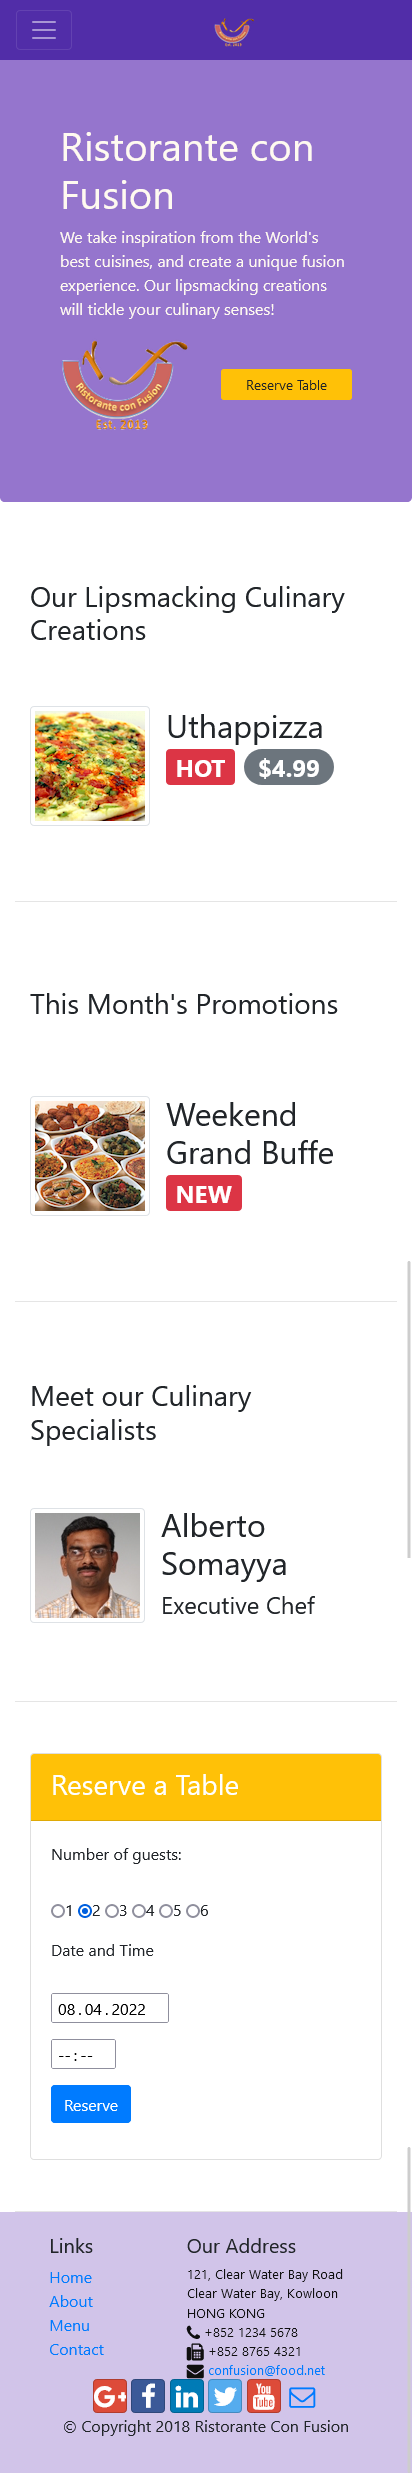 Ristorante con
Fusion
We take inspiration from the World's
best cuisines, and create a unique fusion
experience. Our lipsmacking creations
will tickle your culinary senses!
Ristorante con Fusion
Est. 2013
Reserve Table
Our Lipsmacking Culinary
Creations
Uthappizza
HOT $4.99
This Month's Promotions
Weekend
Grand Buffe
NEW
Meet our Culinary
Specialists
Alberto
Somayya
Executive Chef
Reserve a Table
Number of guests:
1 2 3 4 5 6
Date and Time
08.04.2022
--:--
Reserve
Links
Home
About
Menu
Contact
Our Address
121, Clear Water Bay Road
Clear Water Bay, Kowloon
HONG KONG
+852 1234 5678
+852 8765 4321
confusion@food.net
G+ f in You Tube
© Copyright 2018 Ristorante Con Fusion